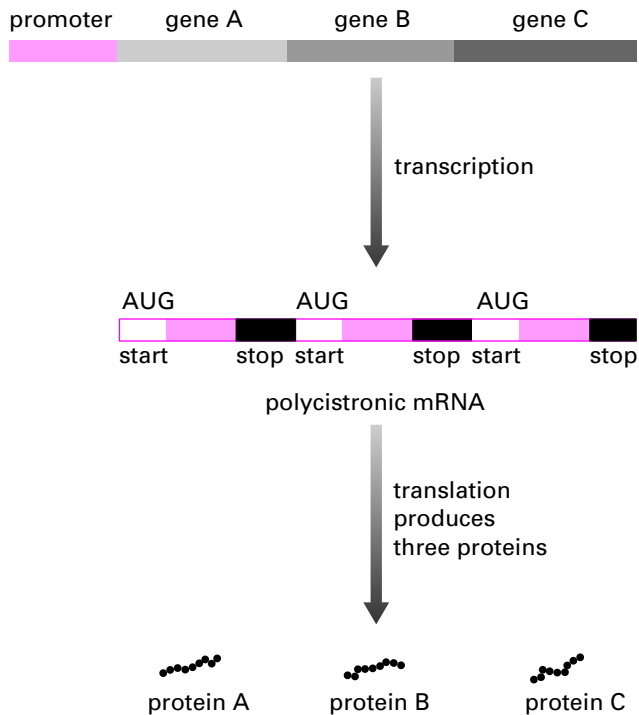 promoter gene A gene B gene C
transcription
AUG AUG AUG
start stop start stop start stop
polycistronic mRNA
translation
produces
three proteins
protein A protein B protein C